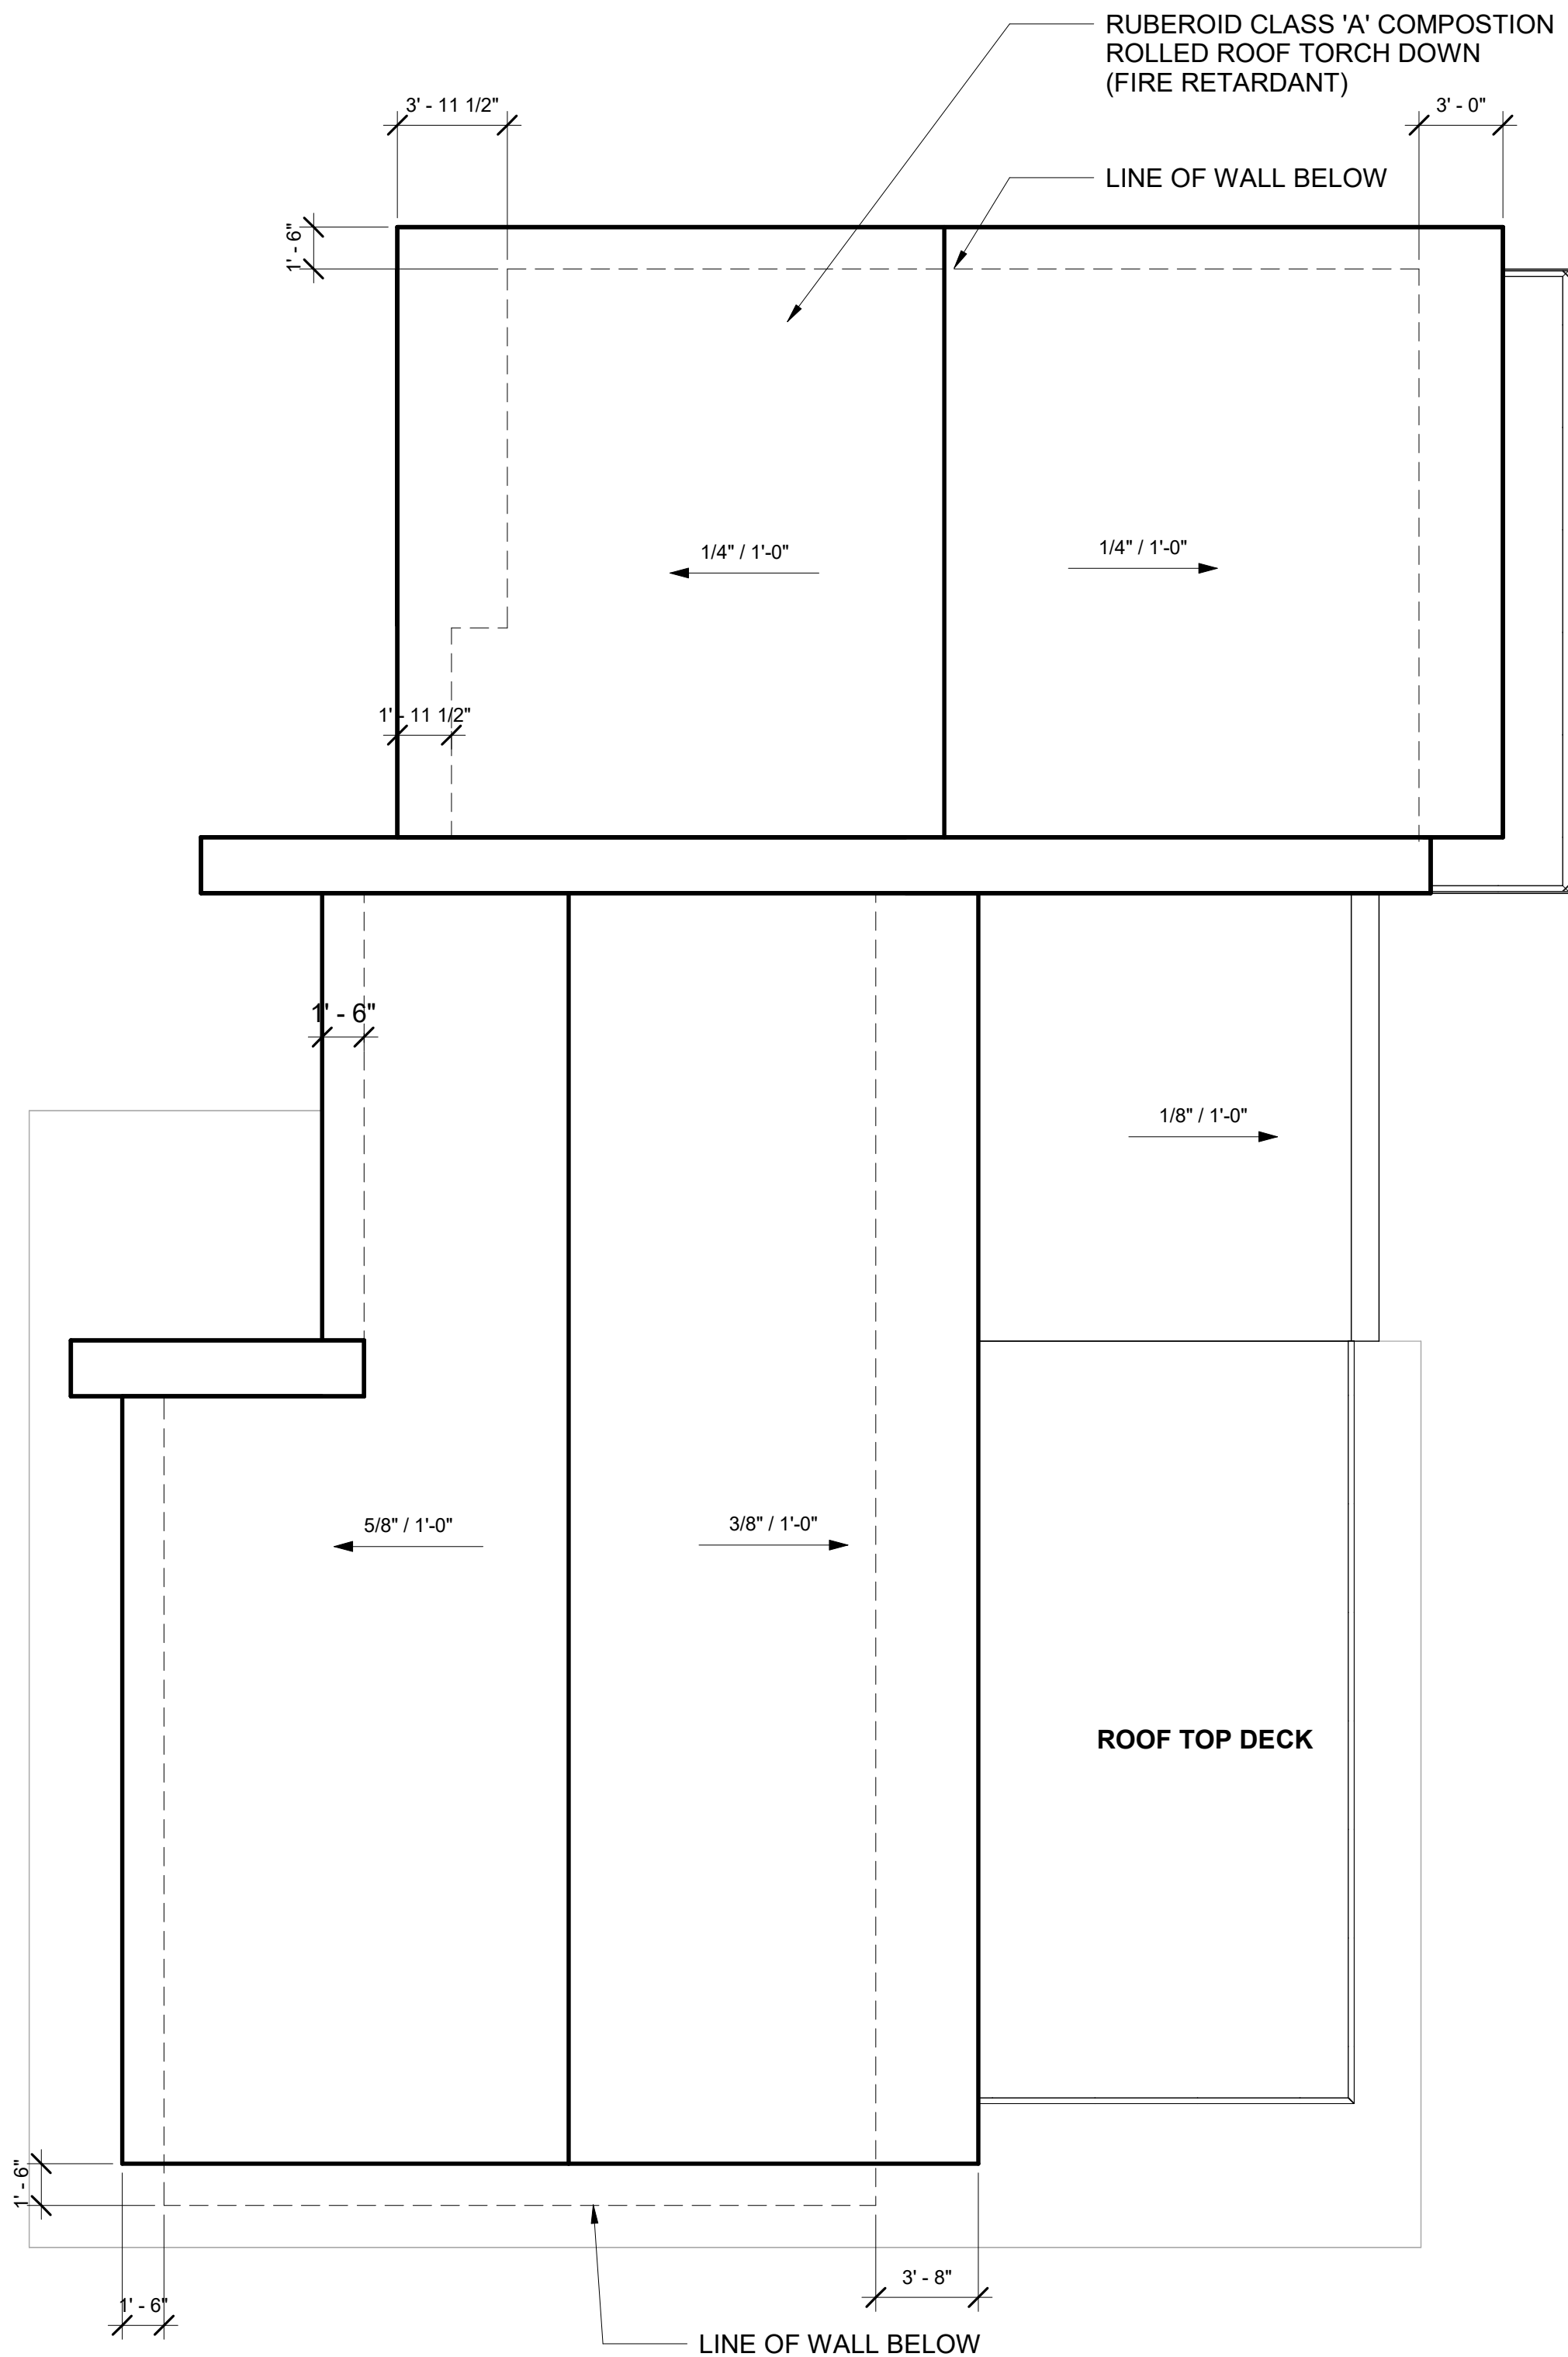 RUBEROID CLASS 'A' COMPOSTION
ROLLED ROOF TORCH DOWN
(FIRE RETARDANT)
3' - 11 1/2"
3' - 0"
LINE OF WALL BELOW
1' - 6"
1/4" / 1'-0"
1/4" / 1'-0"
1' - 11 1/2"
1' - 6"
1/8" / 1'-0"
5/8" / 1'-0"
3/8" / 1'-0"
ROOF TOP DECK
1' - 6"
3' - 8"
1' - 6"
LINE OF WALL BELOW